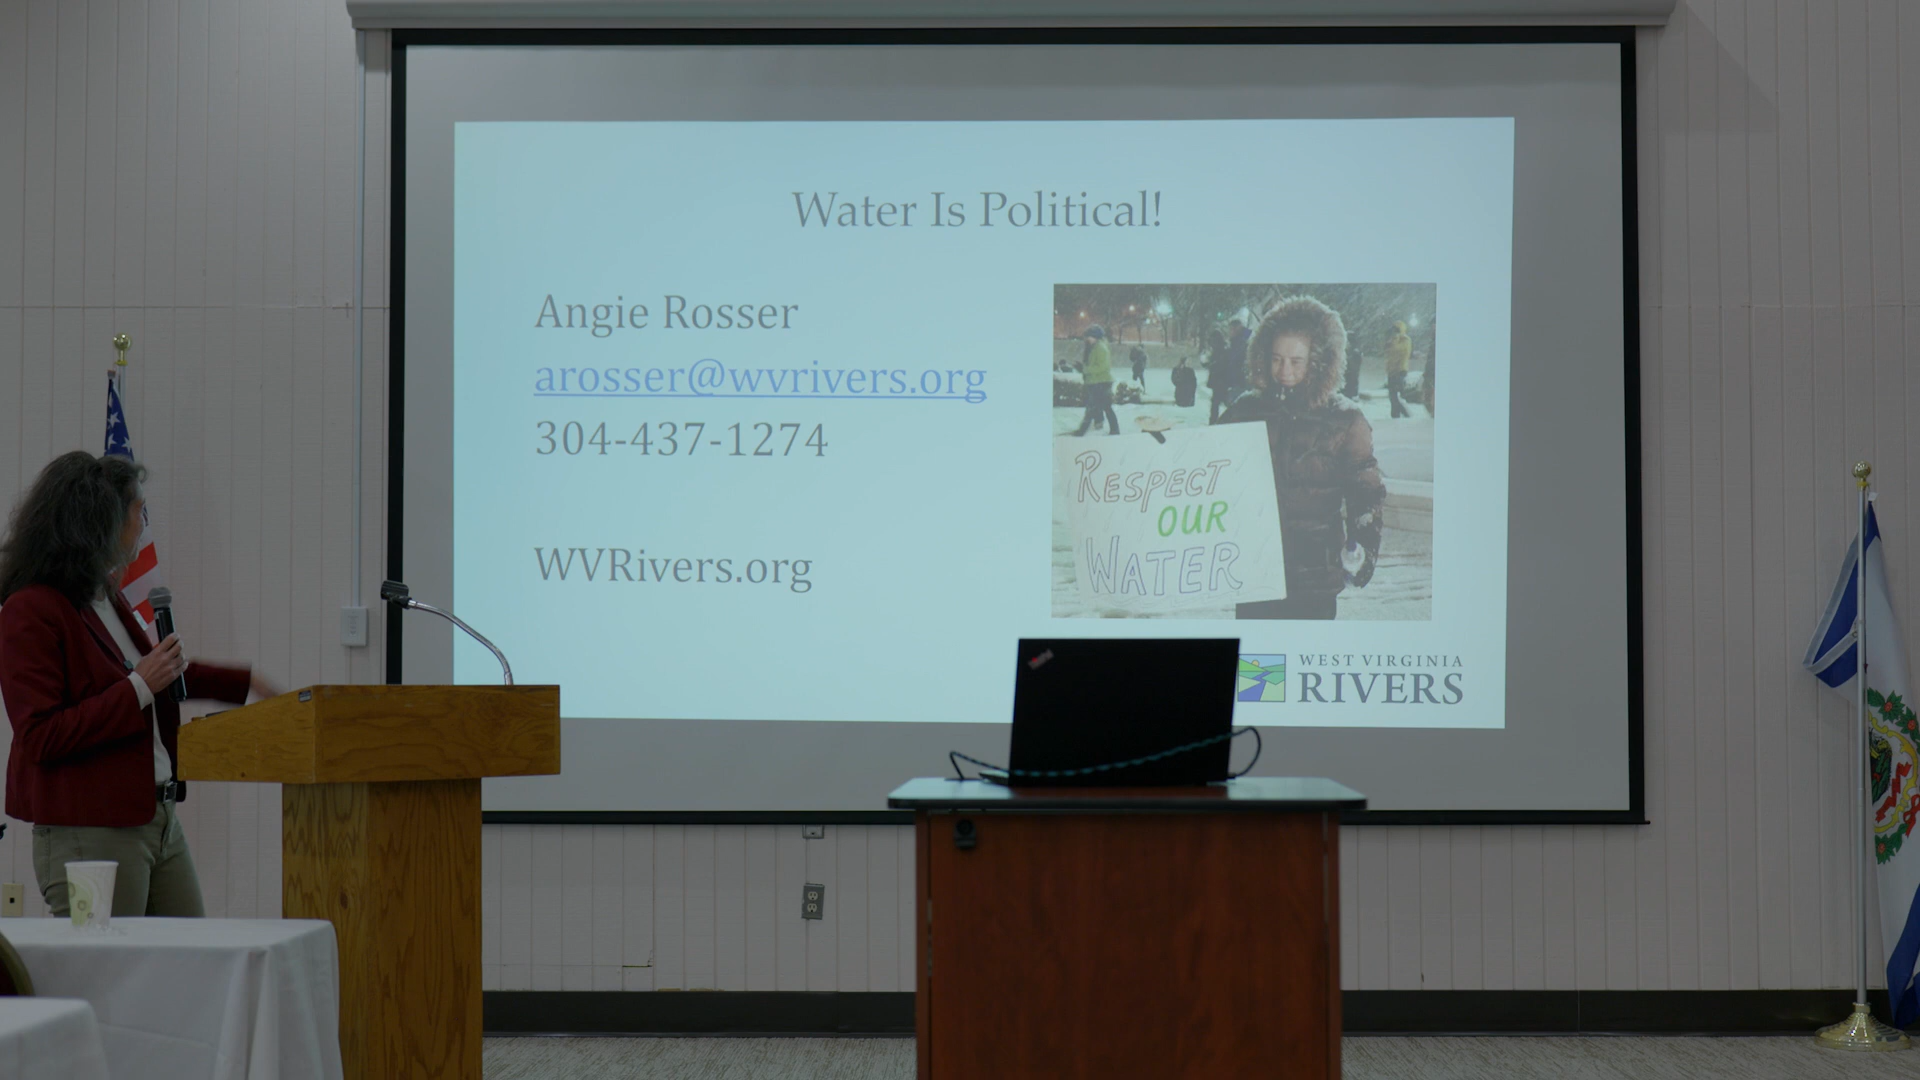 Water Is Political!
Angie Rosser
arosser@wvrivers.org
304-437-1274
WVRivers.org
RESPECT
OUR
WATER
WEST VIRGINIA
RIVERS
ThinkPad